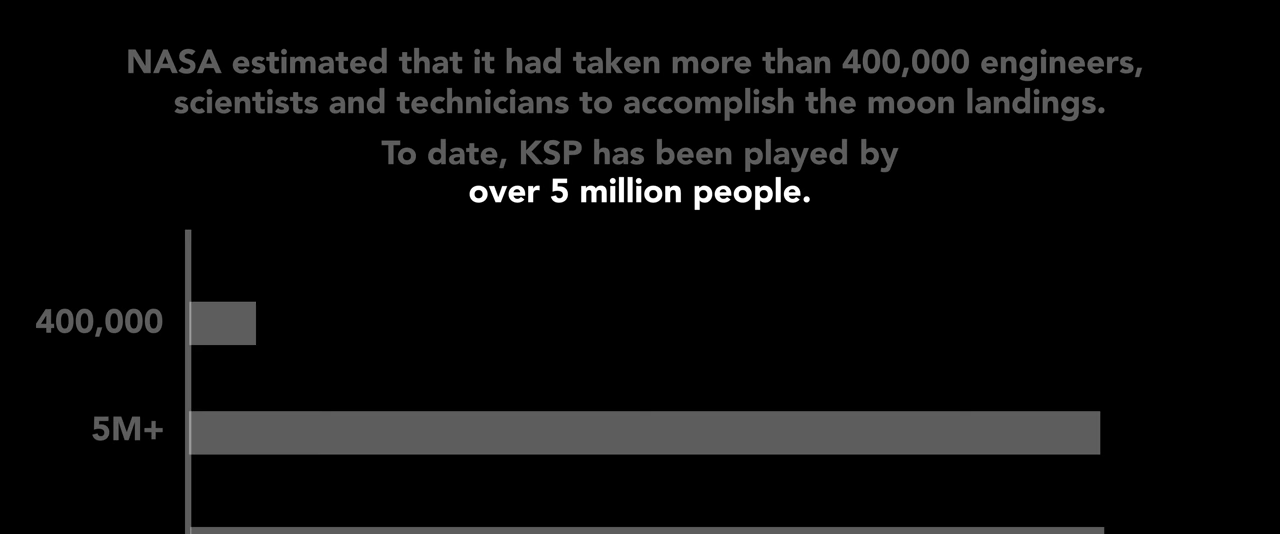 NASA estimated that it had taken more than 400,000 engineers,
scientists and technicians to accomplish the moon landings.
To date, KSP has been played by
over 5 million people.
400,000
5M+